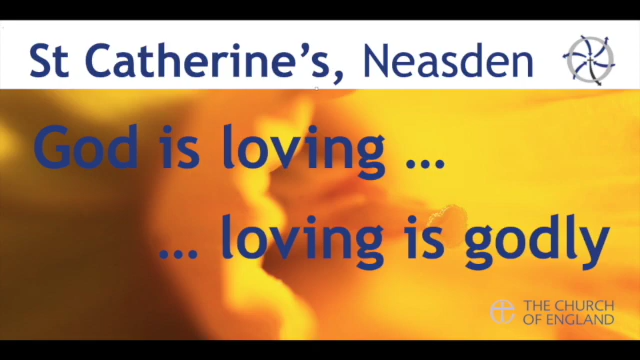 St Catherine's, Neasden
God is loving ...
... loving is godly
THE CHURCH
OF ENGLAND